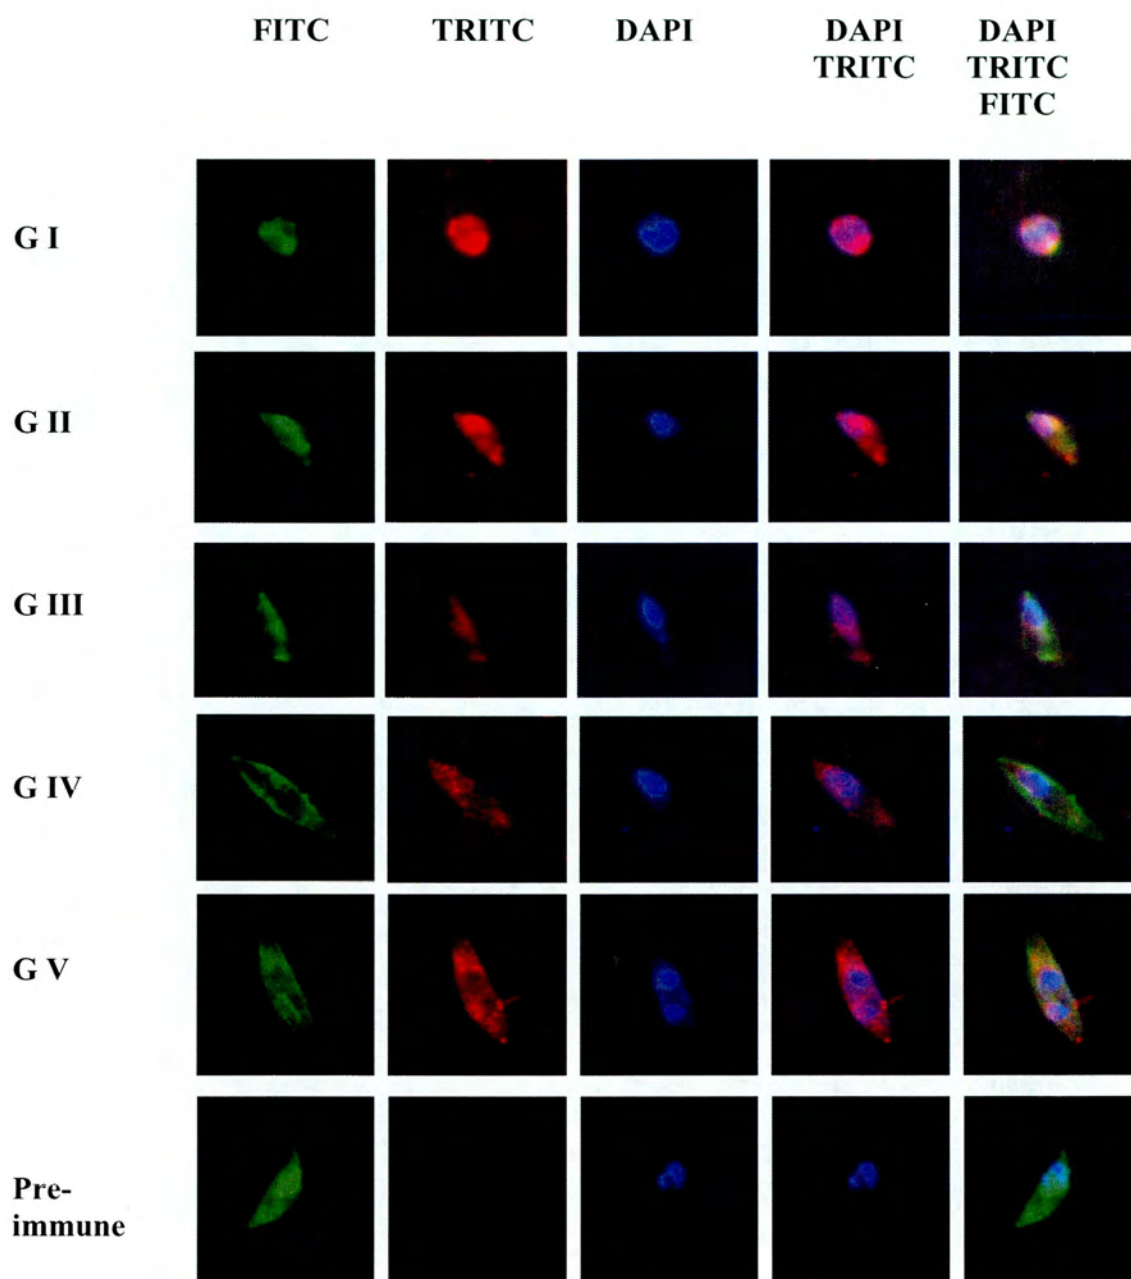 FITC TRITC DAPI DAPI DAPI
TRITC TRITC
FITC
G I
G II
G III
G IV
G V
Pre-
immune